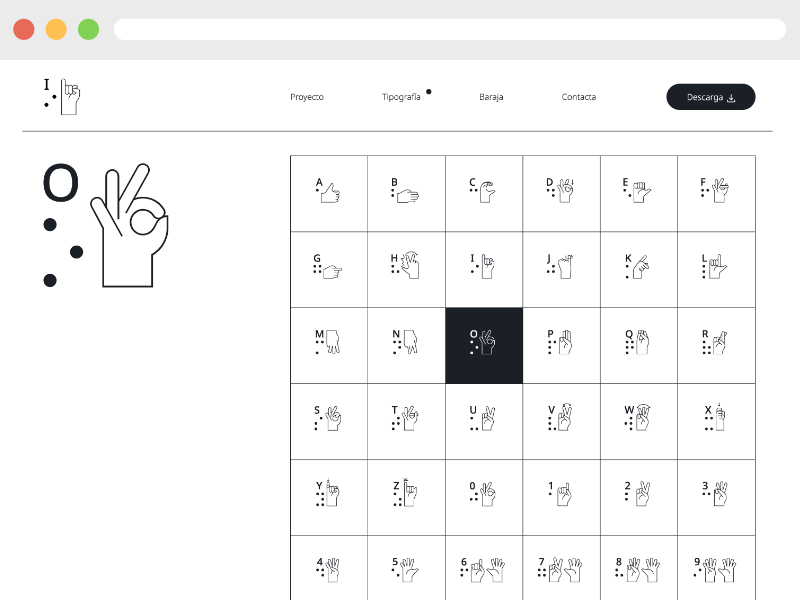 I
Proyecto Tipografía Baraja Contacta Descarga
O
A B C D E F
G H I J K L
M N O P Q R
S T U V W X
Y Z 0 1 2 3
4 5 6 7 8 9